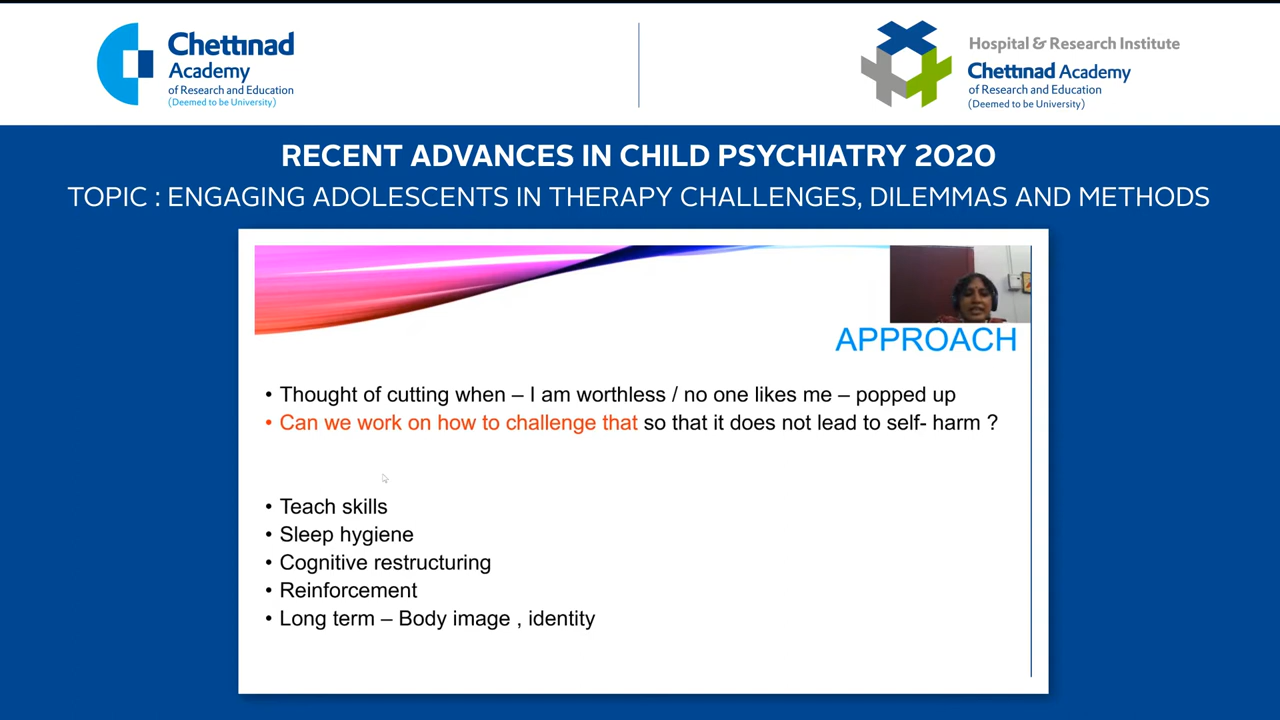 Chettinad
Academy
of Research and Education
(Deemed to be University)
Hospital & Research Institute
Chettinad Academy
of Research and Education
(Deemed to be University)
RECENT ADVANCES IN CHILD PSYCHIATRY 2020
TOPIC : ENGAGING ADOLESCENTS IN THERAPY CHALLENGES, DILEMMAS AND METHODS
APPROACH
• Thought of cutting when – I am worthless / no one likes me – popped up
• Can we work on how to challenge that so that it does not lead to self- harm ?
• Teach skills
• Sleep hygiene
• Cognitive restructuring
• Reinforcement
• Long term – Body image , identity